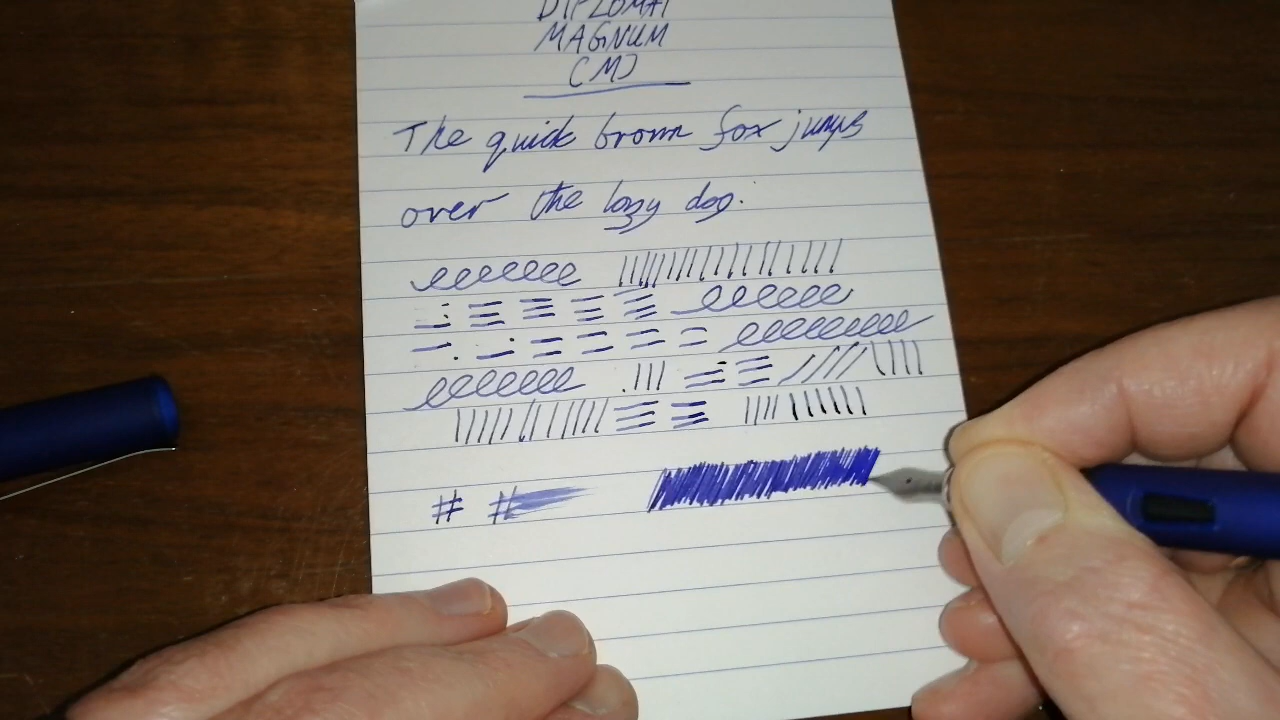 DIPLOMAT
MAGNUM
(M)
The quick brown fox jumps
over the lazy dog.
# #